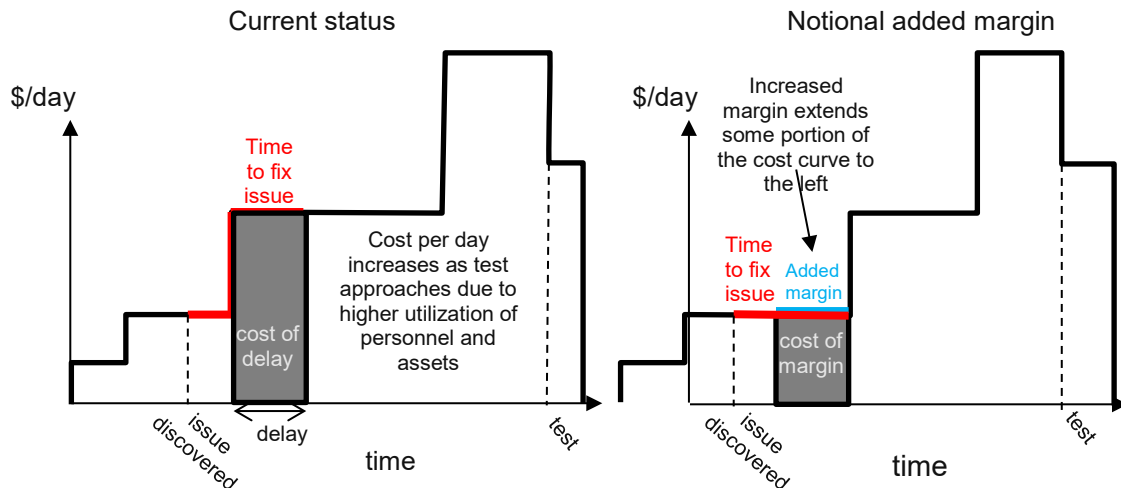 Current status
$/day
Time
to fix
issue
Cost per day
increases as test
approaches due to
higher utilization of
personnel and
assets
cost of
delay
delay
issue
discovered
test
time
Notional added margin
$/day
Increased
margin extends
some portion of
the cost curve to
the left
Time
to fix
issue
Added
margin
cost of
margin
issue
discovered
test
time